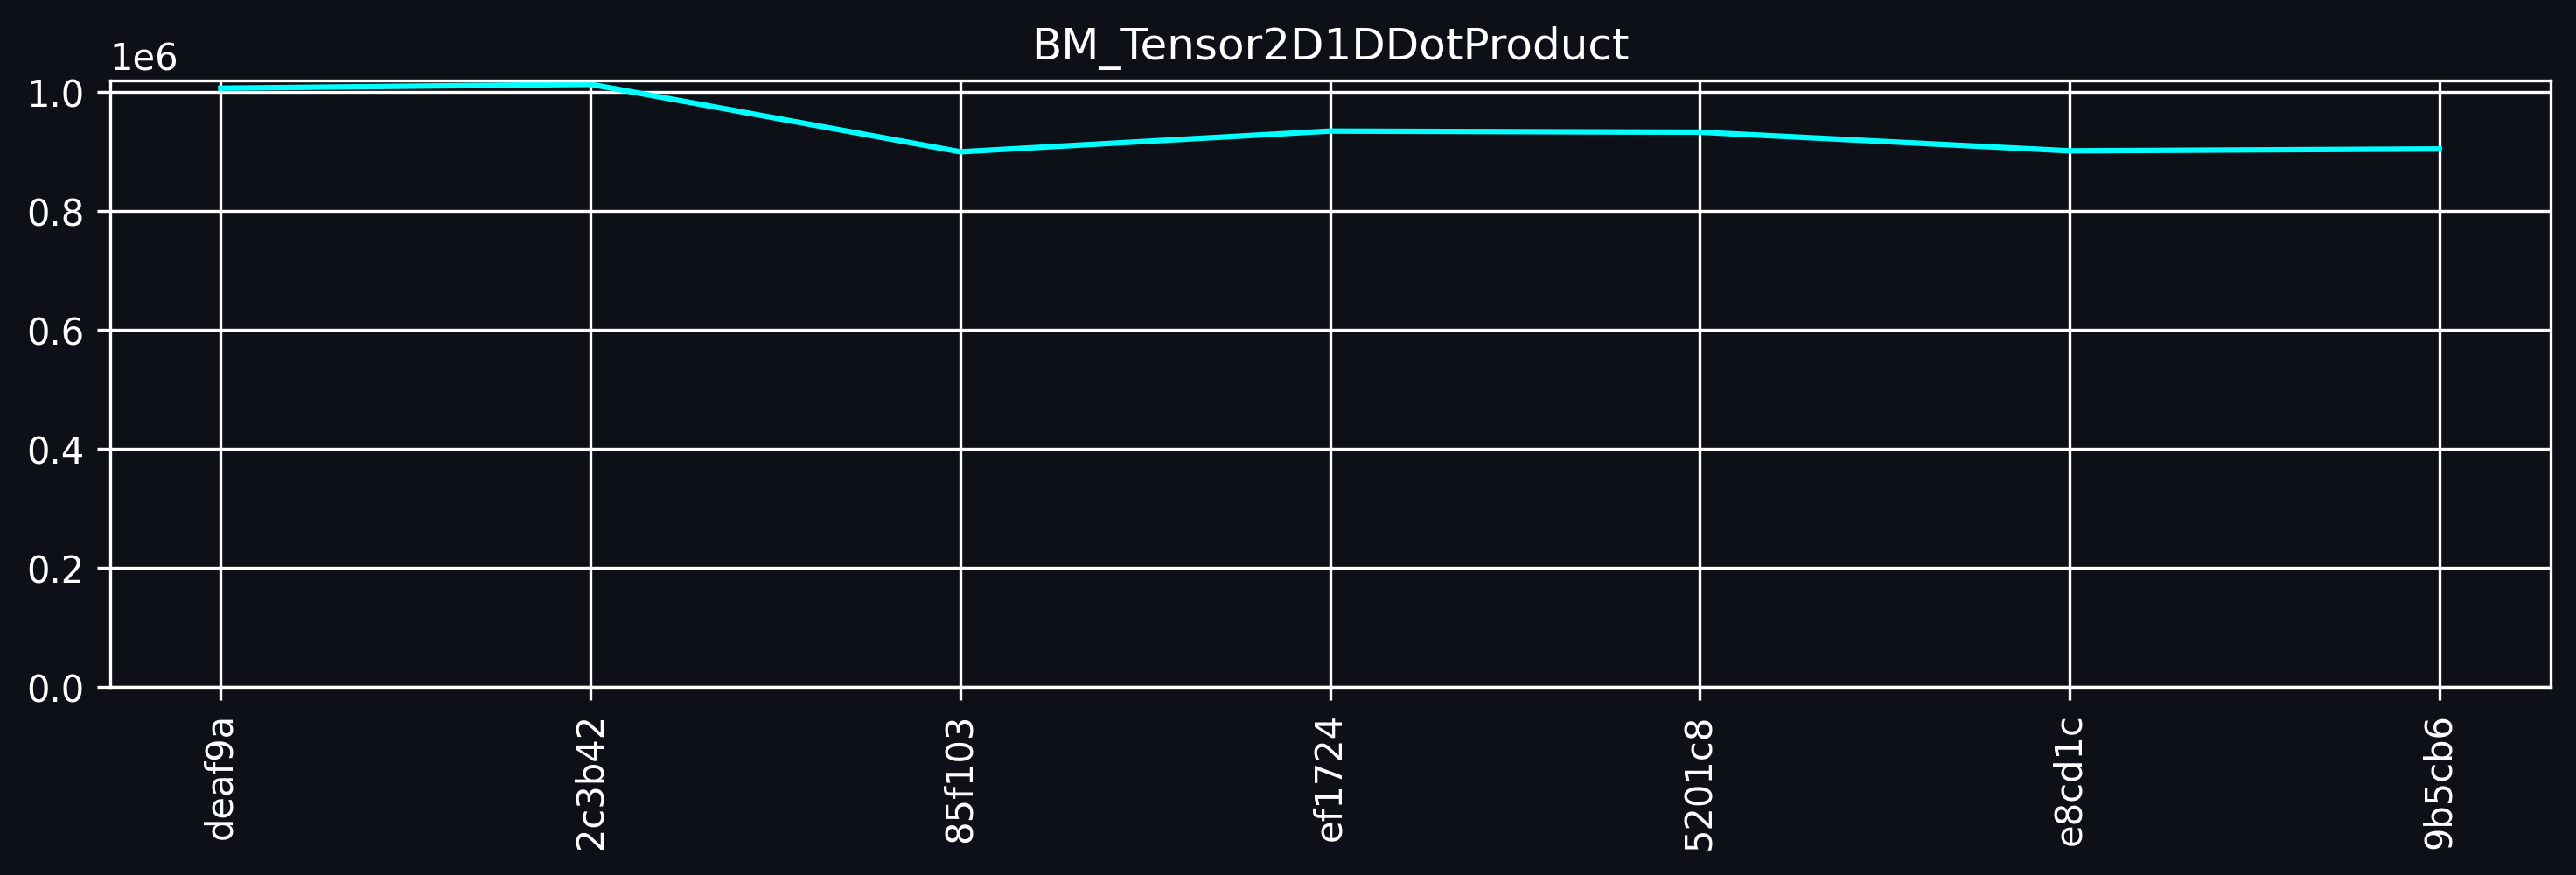 BM_Tensor2D1DDotProduct
1e6
1.0
0.8
0.6
0.4
0.2
0.0
deaf9a
2c3b42
85f103
ef1724
5201c8
e8cd1c
9b5cb6